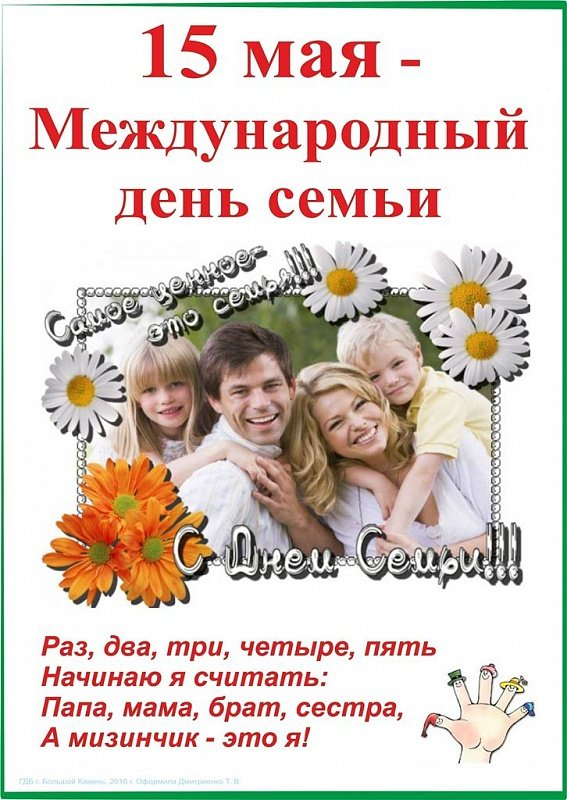 15 мая -
Международный
день семьи
Самое ценное-
это семья!!!
С Днем Семьи!!!
Раз, два, три, четыре, пять
Начинаю я считать:
Папа, мама, брат, сестра,
А мизинчик - это я!
ГДБ г. Большой Камень, 2016 г. Оформила Дмитриенко Т. В.